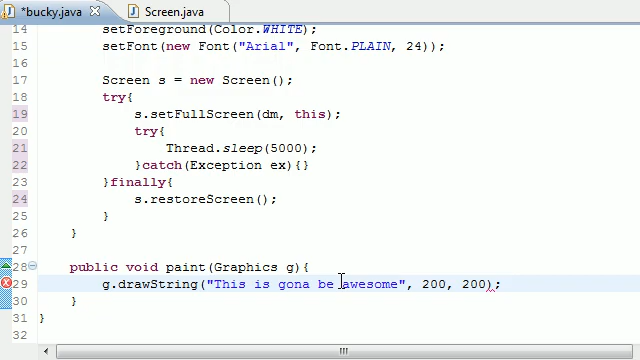 *bucky.java Screen.java
14 setForeground(Color.WHITE);
15 setFont(new Font("Arial", Font.PLAIN, 24));
16
17 Screen s = new Screen();
18 try{
19 s.setFullScreen(dm, this);
20 try{
21 Thread.sleep(5000);
22 }catch(Exception ex){}
23 }finally{
24 s.restoreScreen();
25 }
26 }
27
28 public void paint(Graphics g){
29 g.drawString("This is gona be awesome", 200, 200);
30 }
31 }
32